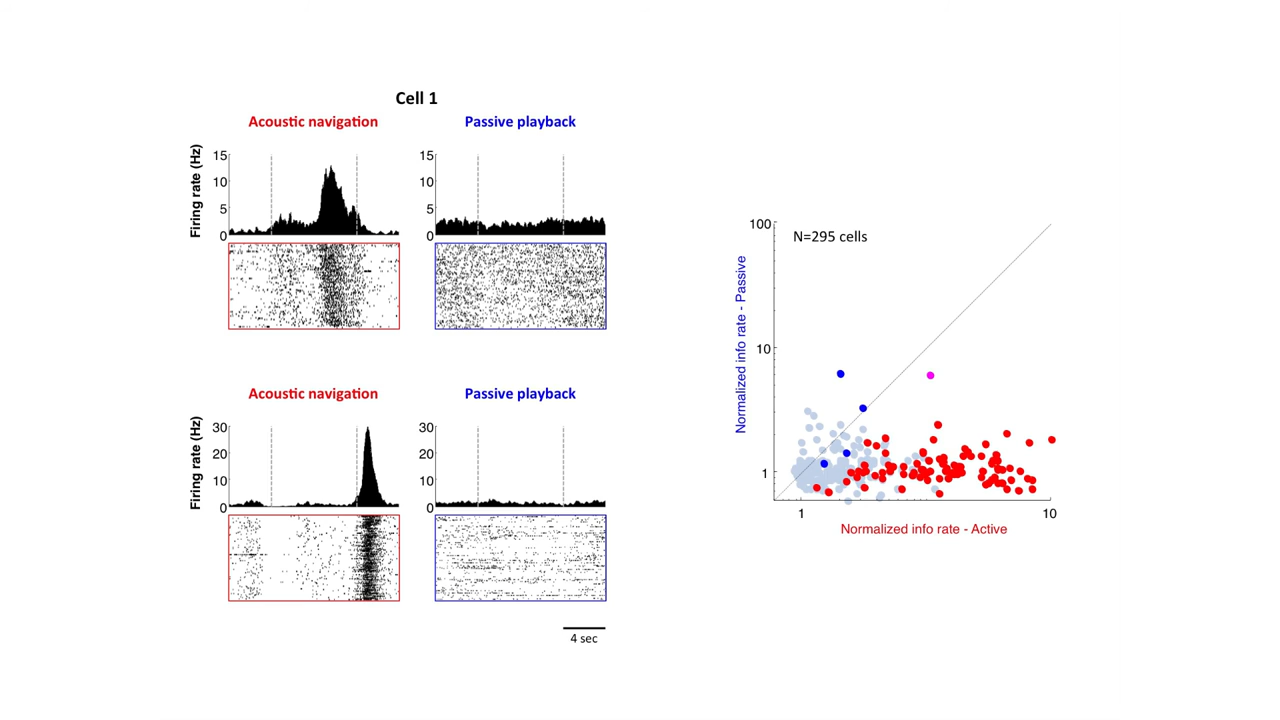 Cell 1
Acoustic navigation
Passive playback
Firing rate (Hz)
15
10
5
0
15
10
5
0
Acoustic navigation
Passive playback
Firing rate (Hz)
30
20
10
0
30
20
10
0
4 sec
N=295 cells
Normalized info rate - Passive
100
10
1
1
10
Normalized info rate - Active